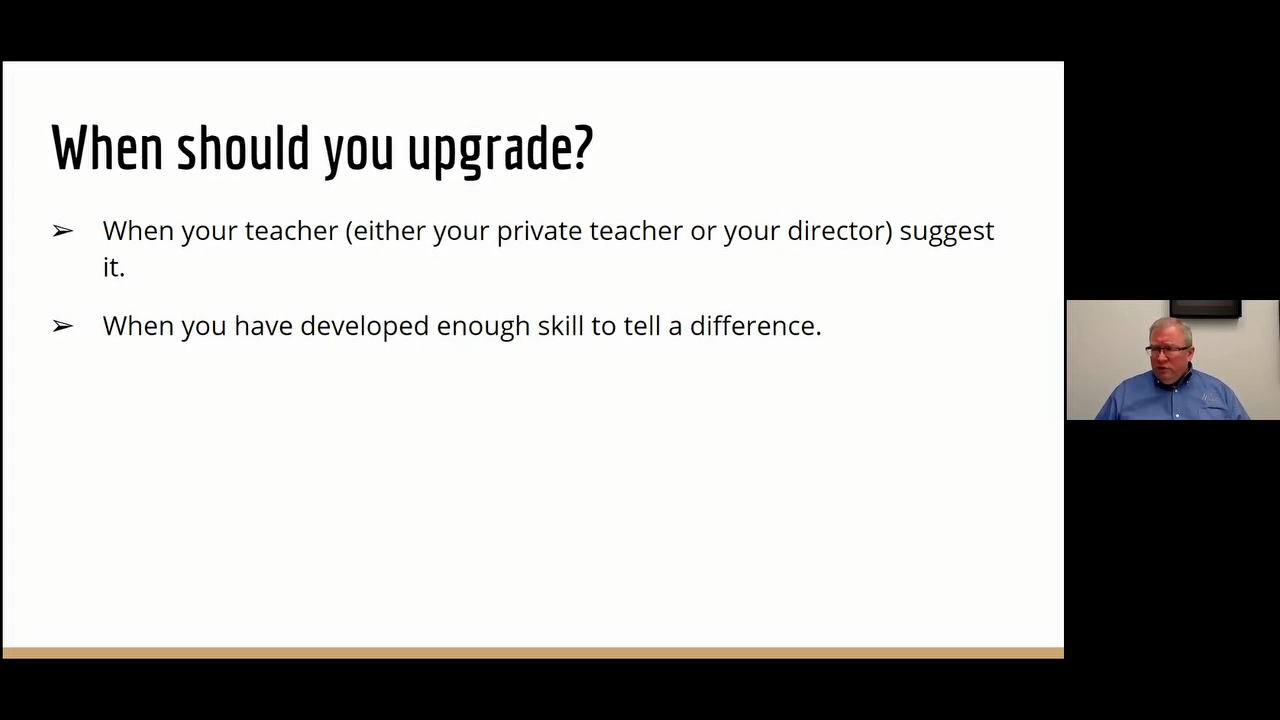 When should you upgrade?
➢ When your teacher (either your private teacher or your director) suggest
it.
➢ When you have developed enough skill to tell a difference.